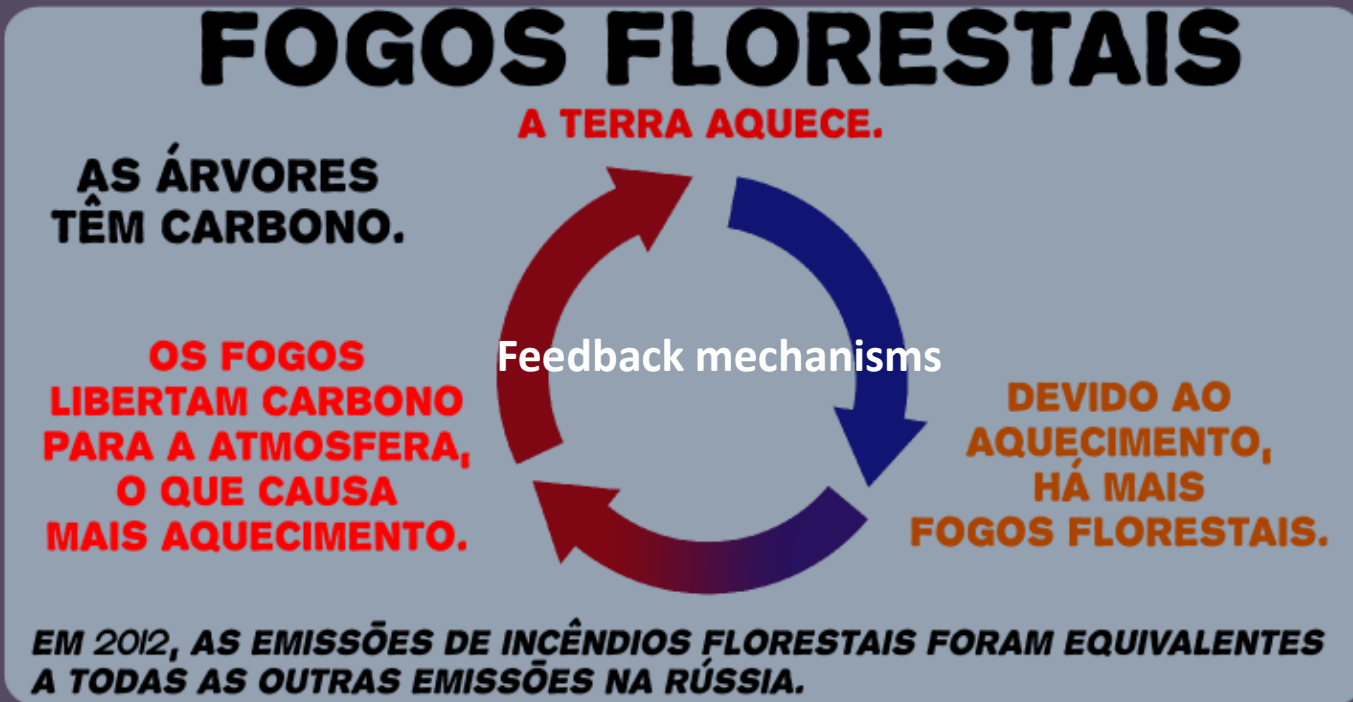 FOGOS FLORESTAIS
A TERRA AQUECE.
AS ÁRVORES
TÊM CARBONO.
Feedback mechanisms
OS FOGOS
LIBERTAM CARBONO
PARA A ATMOSFERA,
O QUE CAUSA
MAIS AQUECIMENTO.
DEVIDO AO
AQUECIMENTO,
HÁ MAIS
FOGOS FLORESTAIS.
EM 2012, AS EMISSÕES DE INCÊNDIOS FLORESTAIS FORAM EQUIVALENTES
A TODAS AS OUTRAS EMISSÕES NA RÚSSIA.